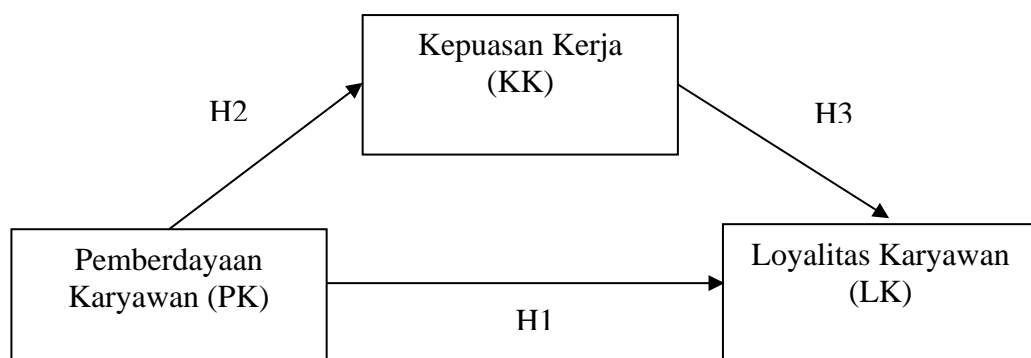 Kepuasan Kerja
(KK)
H2
H3
Pemberdayaan
Karyawan (PK)
Loyalitas Karyawan
(LK)
H1